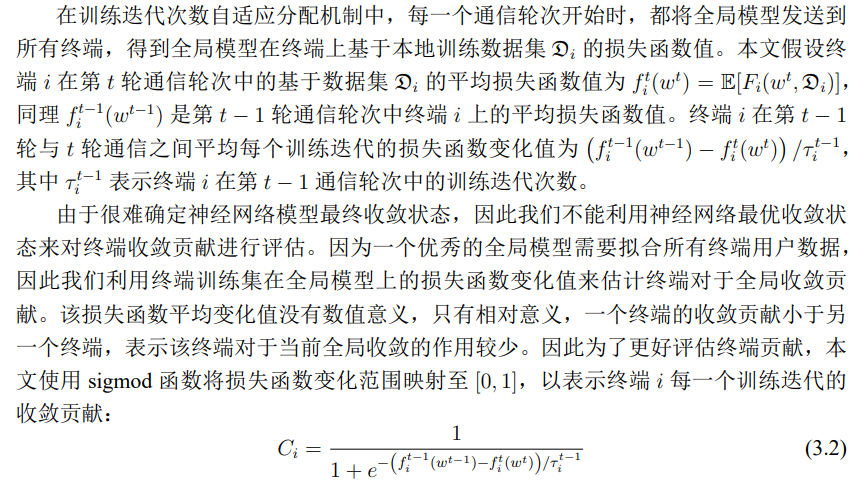 在训练迭代次数自适应分配机制中，每一个通信轮次开始时，都将全局模型发送到
所有终端，得到全局模型在终端上基于本地训练数据集 𝔇_i 的损失函数值。本文假设终
端 i 在第 t 轮通信轮次中的基于数据集 𝔇_i 的平均损失函数值为 f_i^t(w^t) = 𝔼[F_i(w^t, 𝔇_i)]，
同理 f_i^{t−1}(w^{t−1}) 是第 t − 1 轮通信轮次中终端 i 上的平均损失函数值。终端 i 在第 t − 1
轮与 t 轮通信之间平均每个训练迭代的损失函数变化值为 (f_i^{t−1}(w^{t−1}) − f_i^t(w^t)) /τ_i^{t−1}，
其中 τ_i^{t−1} 表示终端 i 在第 t − 1 通信轮次中的训练迭代次数。
由于很难确定神经网络模型最终收敛状态，因此我们不能利用神经网络最优收敛状
态来对终端收敛贡献进行评估。因为一个优秀的全局模型需要拟合所有终端用户数据，
因此我们利用终端训练集在全局模型上的损失函数变化值来估计终端对于全局收敛贡
献。该损失函数平均变化值没有数值意义，只有相对意义，一个终端的收敛贡献小于另
一个终端，表示该终端对于当前全局收敛的作用较少。因此为了更好评估终端贡献，本
文使用 sigmod 函数将损失函数变化范围映射至 [0, 1]，以表示终端 i 每一个训练迭代的
收敛贡献：
C_i = \frac{1}{1 + e^{−(f_i^{t−1}(w^{t−1})−f_i^t(w^t))/τ_i^{t−1}}} (3.2)